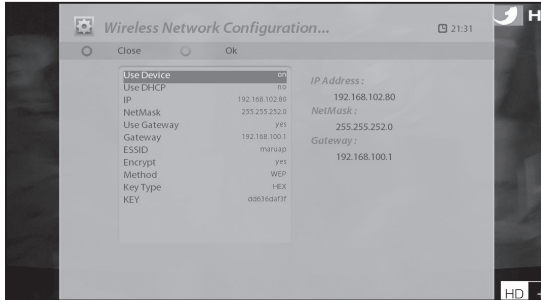 Wireless Network Configuration...
21:31
H
Close
Ok
Use Device on
Use DHCP no
IP 192.168.102.80
NetMask 255.255.252.0
Use Gateway yes
Gateway 192.168.100.1
ESSID maruap
Encrypt yes
Method WEP
Key Type HEX
KEY dd636daf3f
IP Address :
192.168.102.80
NetMask :
255.255.252.0
Gateway :
192.168.100.1
HD